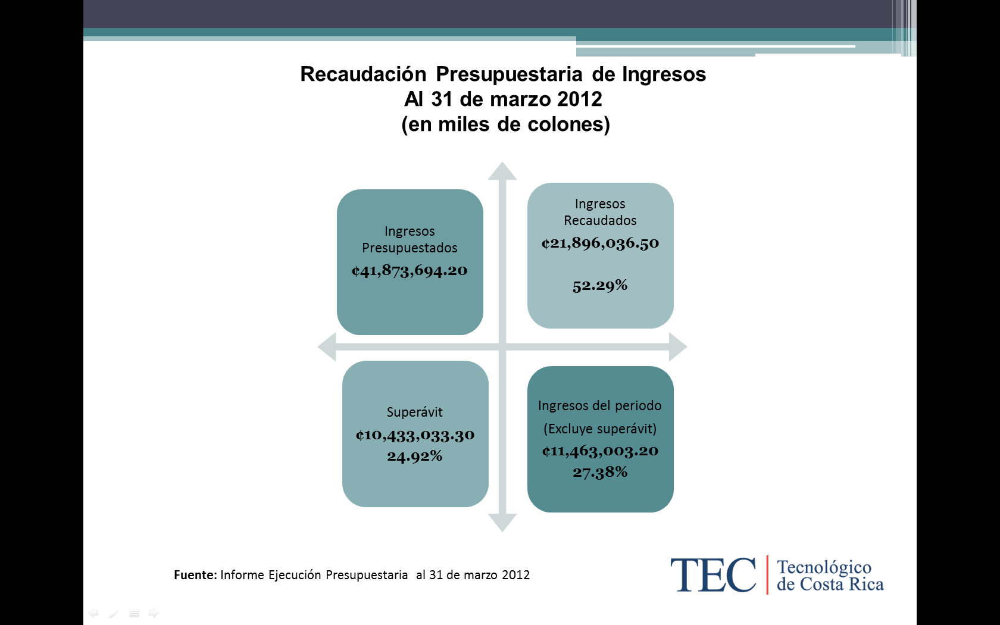 Recaudación Presupuestaria de Ingresos
Al 31 de marzo 2012
(en miles de colones)
Ingresos
Presupuestados
¢41,873,694.20
Ingresos
Recaudados
¢21,896,036.50
52.29%
Superávit
¢10,433,033.30
24.92%
Ingresos del periodo
(Excluye superávit)
¢11,463,003.20
27.38%
Fuente: Informe Ejecución Presupuestaria al 31 de marzo 2012
TEC
Tecnológico
de Costa Rica